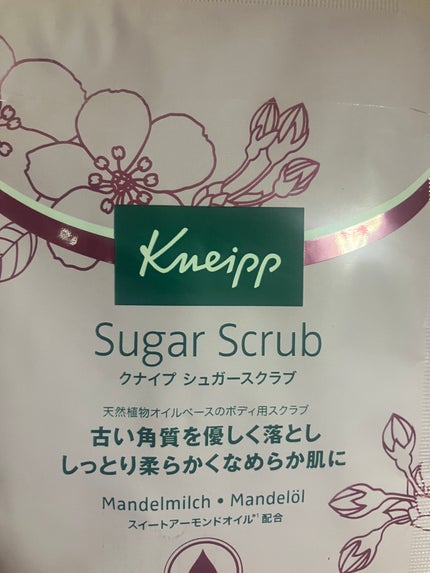 Kneipp
Sugar Scrub
クナイプ シュガースクラブ
天然植物オイルベースのボディ用スクラブ
古い角質を優しく落とし
しっとり柔らかくなめらか肌に
Mandelmilch • Mandelöl
スイートアーモンドオイル*¹ 配合